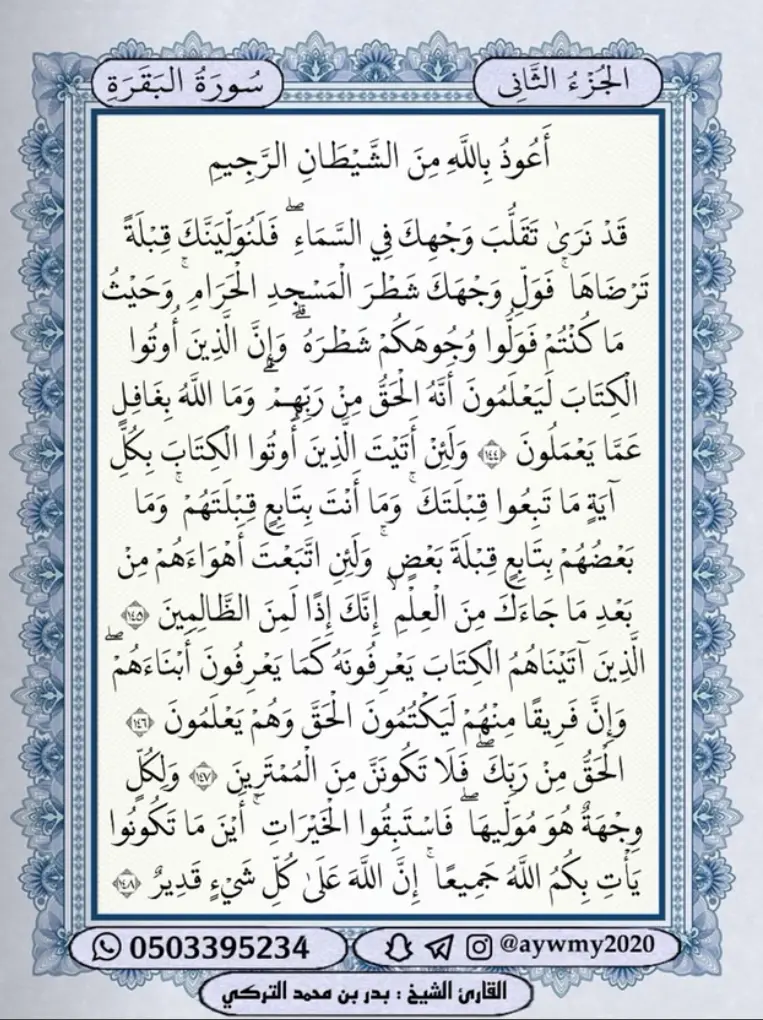 الجُزْءُ الثَّانِى
سُورَةُ البَقَرَةِ
أَعُوذُ بِاللَّهِ مِنَ الشَّيْطَانِ الرَّجِيمِ
قَدْ نَرَىٰ تَقَلُّبَ وَجْهِكَ فِي السَّمَاءِ ۖ فَلَنُوَلِّيَنَّكَ قِبْلَةً
تَرْضَاهَا ۚ فَوَلِّ وَجْهَكَ شَطْرَ الْمَسْجِدِ الْحَرَامِ ۚ وَحَيْثُ
مَا كُنْتُمْ فَوَلُّوا وُجُوهَكُمْ شَطْرَهُ ۗ وَإِنَّ الَّذِينَ أُوتُوا
الْكِتَابَ لَيَعْلَمُونَ أَنَّهُ الْحَقُّ مِنْ رَبِّهِمْ ۗ وَمَا اللَّهُ بِغَافِلٍ
عَمَّا يَعْمَلُونَ ﴿١٤٤﴾ وَلَئِنْ أَتَيْتَ الَّذِينَ أُوتُوا الْكِتَابَ بِكُلِّ
آيَةٍ مَا تَبِعُوا قِبْلَتَكَ ۚ وَمَا أَنْتَ بِتَابِعٍ قِبْلَتَهُمْ ۚ وَمَا
بَعْضُهُمْ بِتَابِعٍ قِبْلَةَ بَعْضٍ ۚ وَلَئِنِ اتَّبَعْتَ أَهْوَاءَهُمْ مِنْ
بَعْدِ مَا جَاءَكَ مِنَ الْعِلْمِ ۙ إِنَّكَ إِذًا لَمِنَ الظَّالِمِينَ ﴿١٤٥﴾
الَّذِينَ آتَيْنَاهُمُ الْكِتَابَ يَعْرِفُونَهُ كَمَا يَعْرِفُونَ أَبْنَاءَهُمْ ۖ
وَإِنَّ فَرِيقًا مِنْهُمْ لَيَكْتُمُونَ الْحَقَّ وَهُمْ يَعْلَمُونَ ﴿١٤٦﴾
الْحَقُّ مِنْ رَبِّكَ ۖ فَلَا تَكُونَنَّ مِنَ الْمُمْتَرِينَ ﴿١٤٧﴾ وَلِكُلٍّ
وِجْهَةٌ هُوَ مُوَلِّيهَا ۖ فَاسْتَبِقُوا الْخَيْرَاتِ ۚ أَيْنَ مَا تَكُونُوا
يَأْتِ بِكُمُ اللَّهُ جَمِيعًا ۚ إِنَّ اللَّهَ عَلَىٰ كُلِّ شَيْءٍ قَدِيرٌ ﴿١٤٨﴾
0503395234
@aywmy2020
القارئ الشيخ : بدر بن محمد التركي